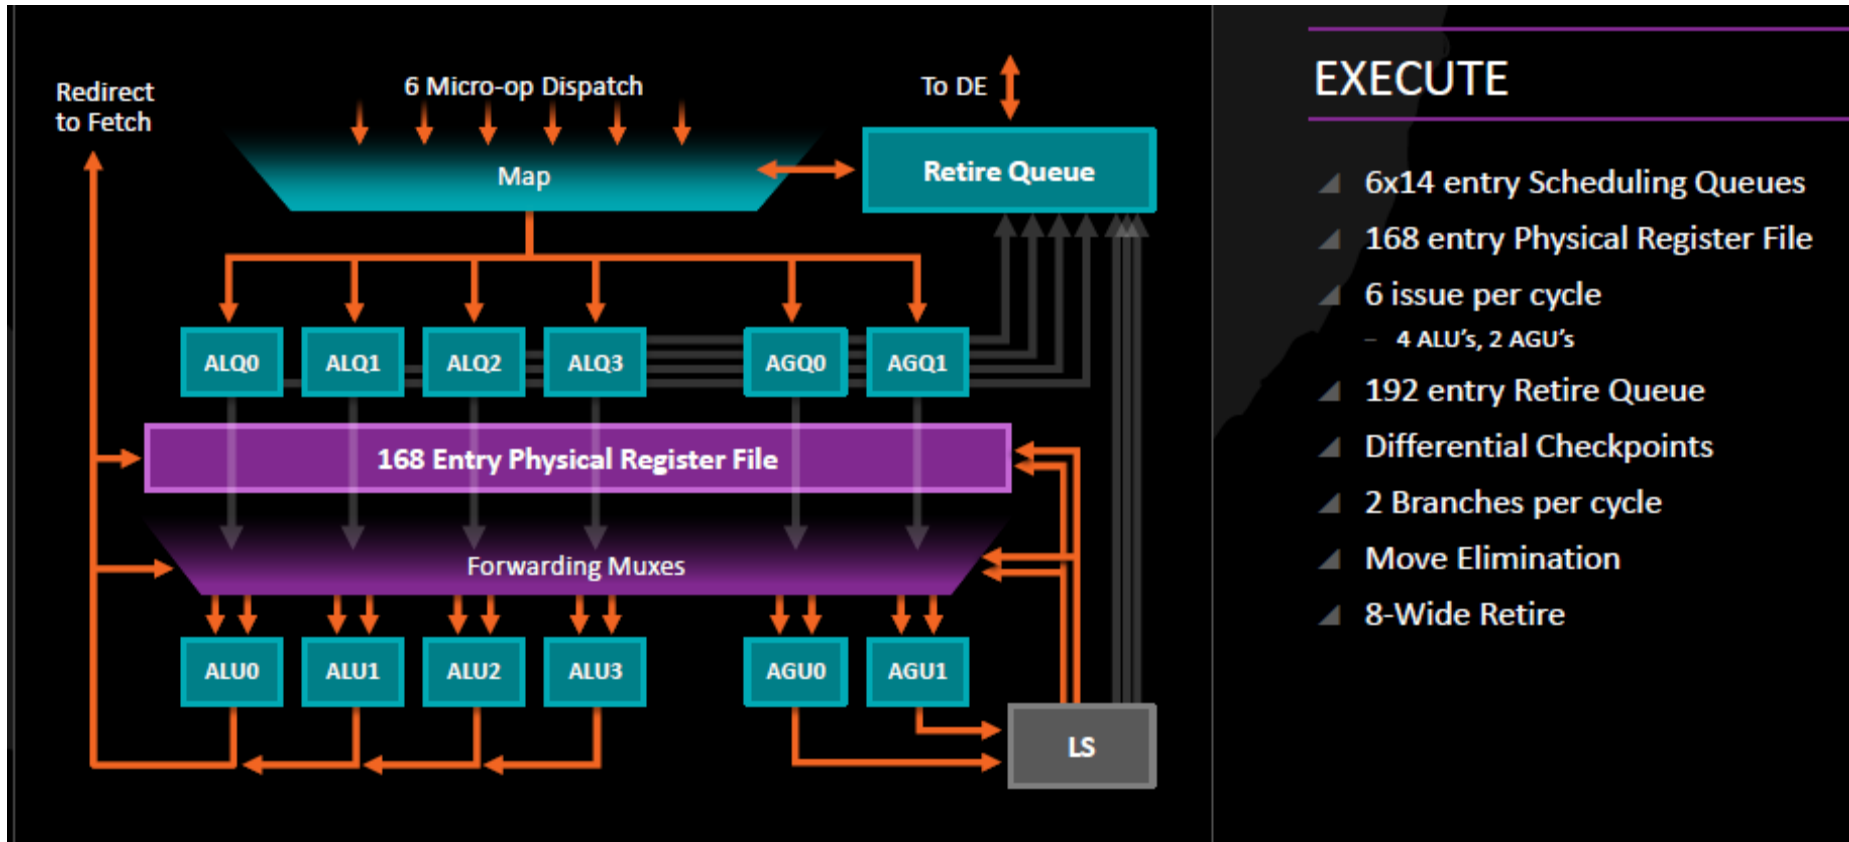 Redirect
to Fetch
6 Micro-op Dispatch
To DE
Map
Retire Queue
ALQ0
ALQ1
ALQ2
ALQ3
AGQ0
AGQ1
168 Entry Physical Register File
Forwarding Muxes
ALU0
ALU1
ALU2
ALU3
AGU0
AGU1
LS
EXECUTE
6x14 entry Scheduling Queues
168 entry Physical Register File
6 issue per cycle
– 4 ALU's, 2 AGU's
192 entry Retire Queue
Differential Checkpoints
2 Branches per cycle
Move Elimination
8-Wide Retire